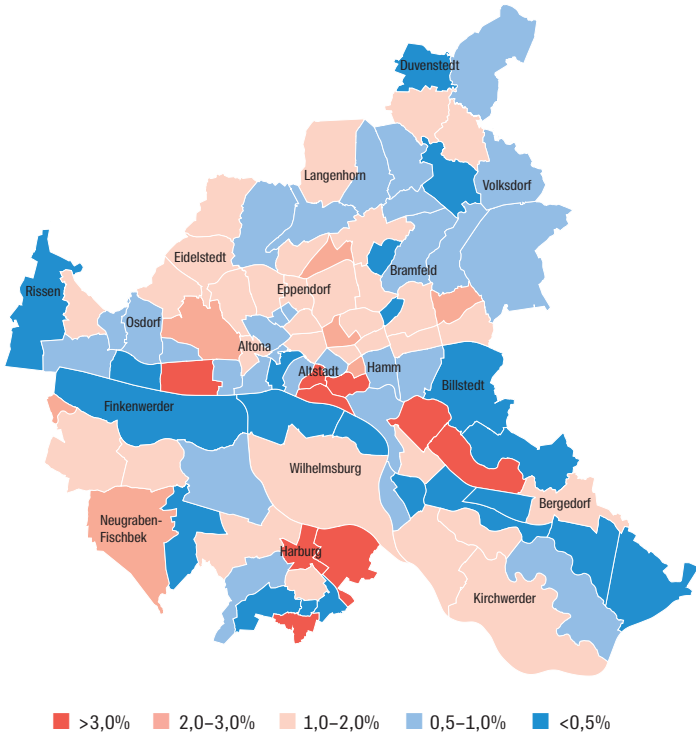 Duvenstedt
Langenhorn
Volksdorf
Eidelstedt
Bramfeld
Rissen
Eppendorf
Osdorf
Altona
Altstadt
Hamm
Billstedt
Finkenwerder
Wilhelmsburg
Bergedorf
Neugraben-
Fischbek
Harburg
Kirchwerder
>3,0% 2,0–3,0% 1,0–2,0% 0,5–1,0% <0,5%